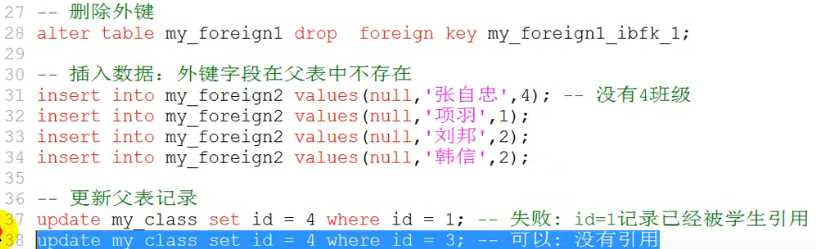 27 -- 删除外键
28 alter table my_foreign1 drop  foreign key my_foreign1_ibfk_1;
29
30 -- 插入数据：外键字段在父表中不存在
31 insert into my_foreign2 values(null,'张自忠',4); -- 没有4班级
32 insert into my_foreign2 values(null,'项羽',1);
33 insert into my_foreign2 values(null,'刘邦',2);
34 insert into my_foreign2 values(null,'韩信',2);
35
36 -- 更新父表记录
37 update my_class set id = 4 where id = 1; -- 失败：id=1记录已经被学生引用
38 update my_class set id = 4 where id = 3; -- 可以：没有引用